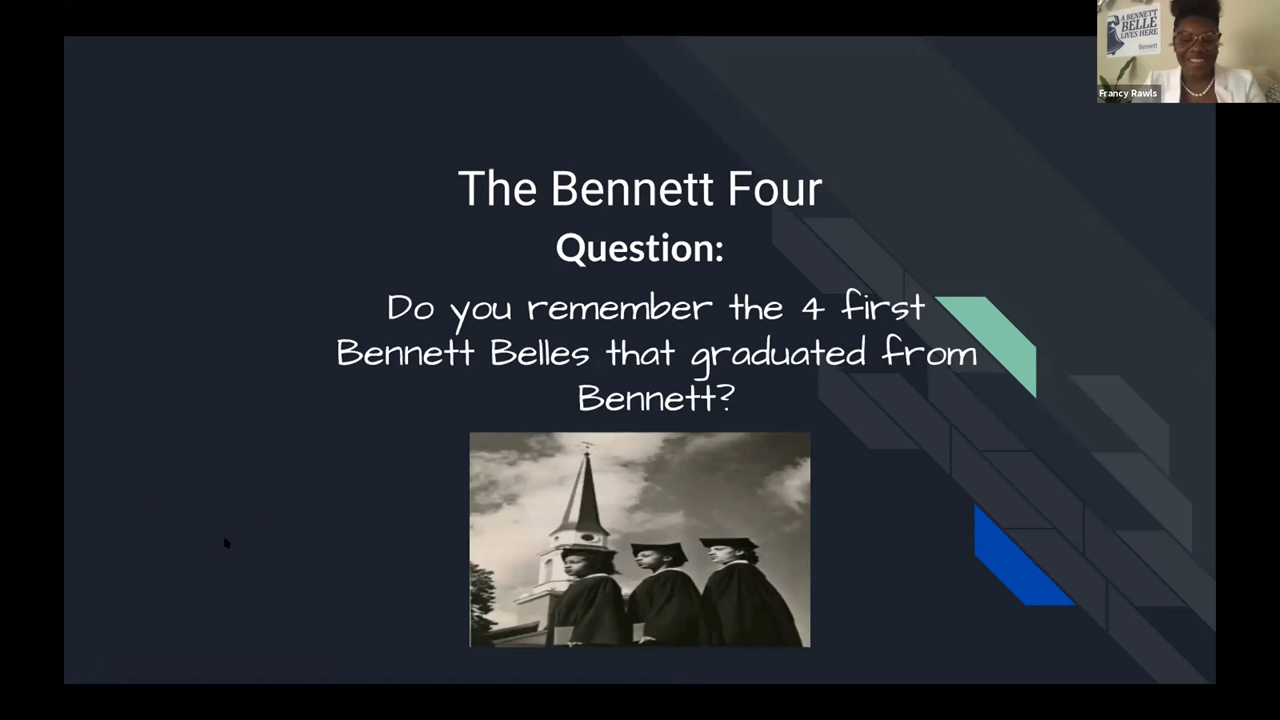 A BENNETT
BELLE
LIVES HERE
Bennett
Francy Rawls
The Bennett Four
Question:
Do you remember the 4 first
Bennett Belles that graduated from
Bennett?